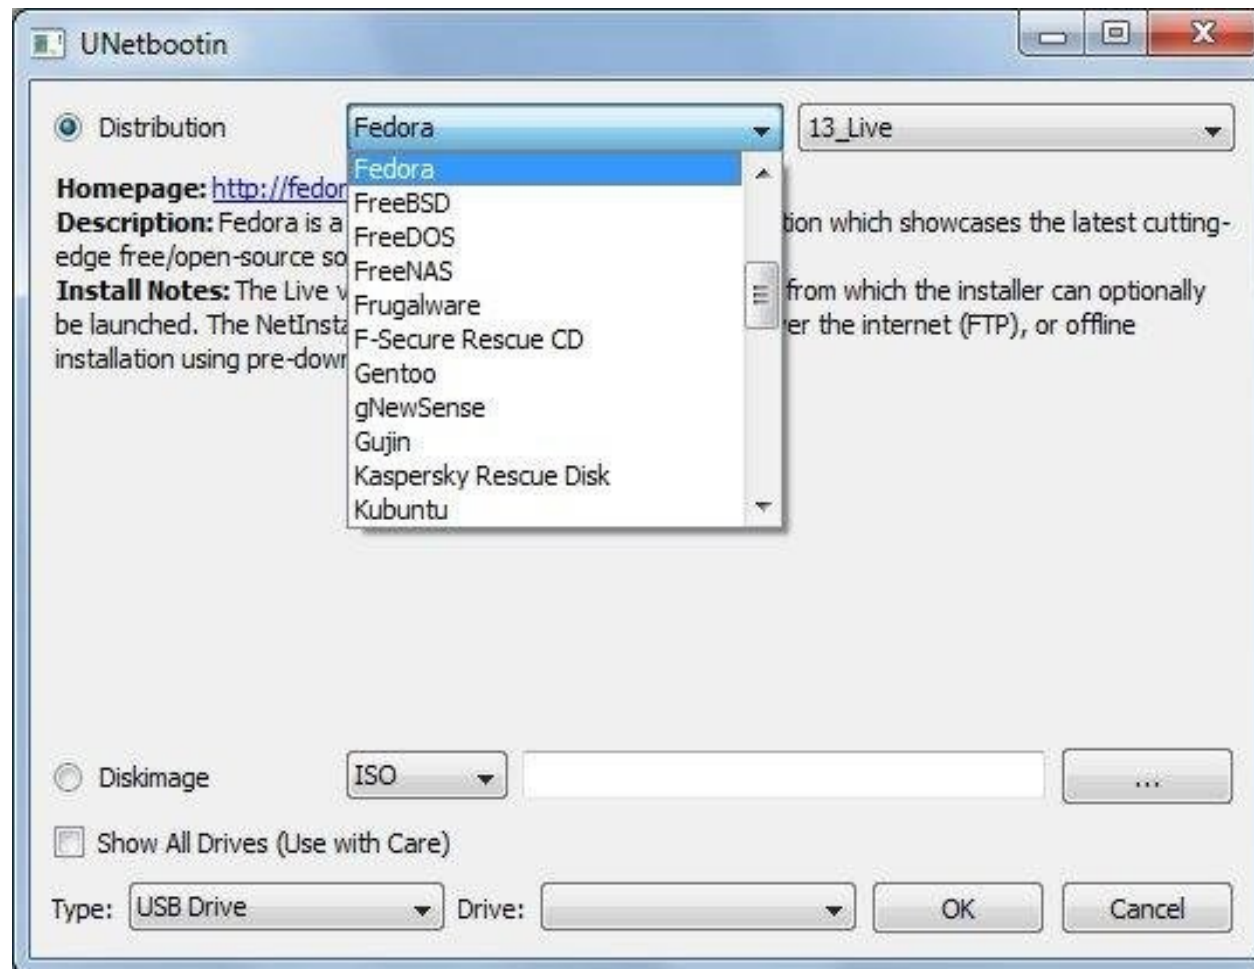 UNetbootin
Distribution Fedora 13_Live
Fedora
FreeBSD
FreeDOS
FreeNAS
Frugalware
F-Secure Rescue CD
Gentoo
gNewSense
Gujin
Kaspersky Rescue Disk
Kubuntu
Homepage: http://fedor
Description: Fedora is a tion which showcases the latest cutting-
edge free/open-source so
Install Notes: The Live v from which the installer can optionally
be launched. The NetInsta er the internet (FTP), or offline
installation using pre-dow
Diskimage ISO ...
Show All Drives (Use with Care)
Type: USB Drive Drive: OK Cancel